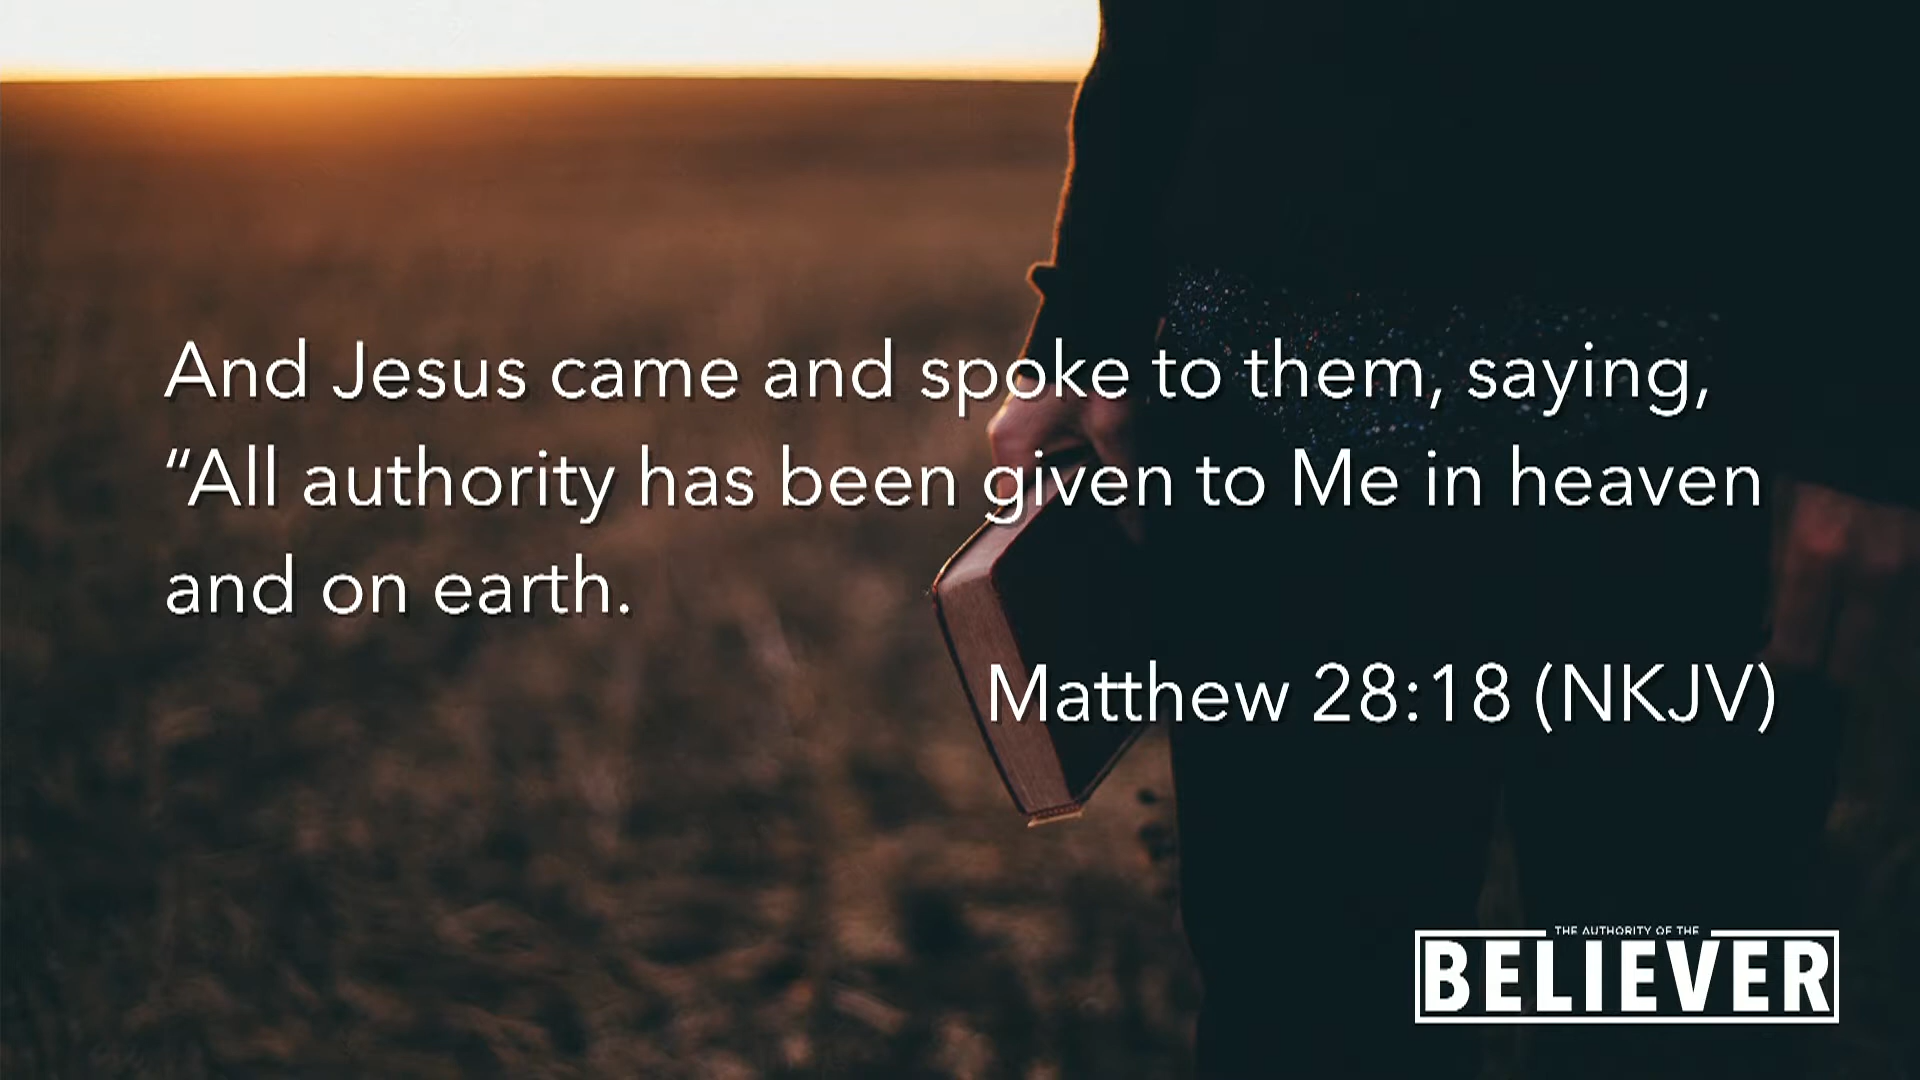 And Jesus came and spoke to them, saying,
“All authority has been given to Me in heaven
and on earth.
Matthew 28:18 (NKJV)
THE AUTHORITY OF THE
BELIEVER